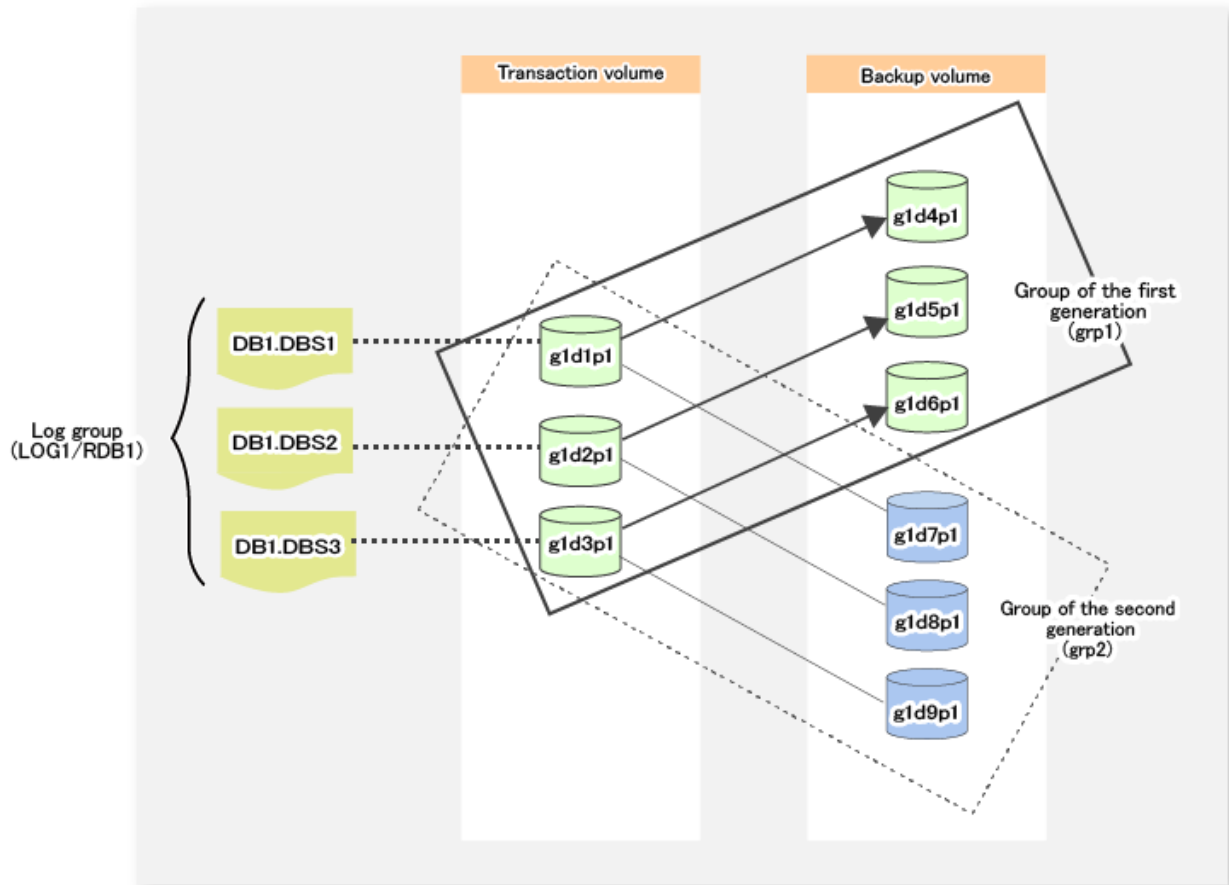 Transaction volume
Backup volume
g1d4p1
g1d5p1
g1d6p1
Group of the first
generation
(grp1)
DB1.DBS1
g1d1p1
Log group
(LOG1/RDB1)
DB1.DBS2
g1d2p1
DB1.DBS3
g1d3p1
g1d7p1
g1d8p1
g1d9p1
Group of the second
generation
(grp2)